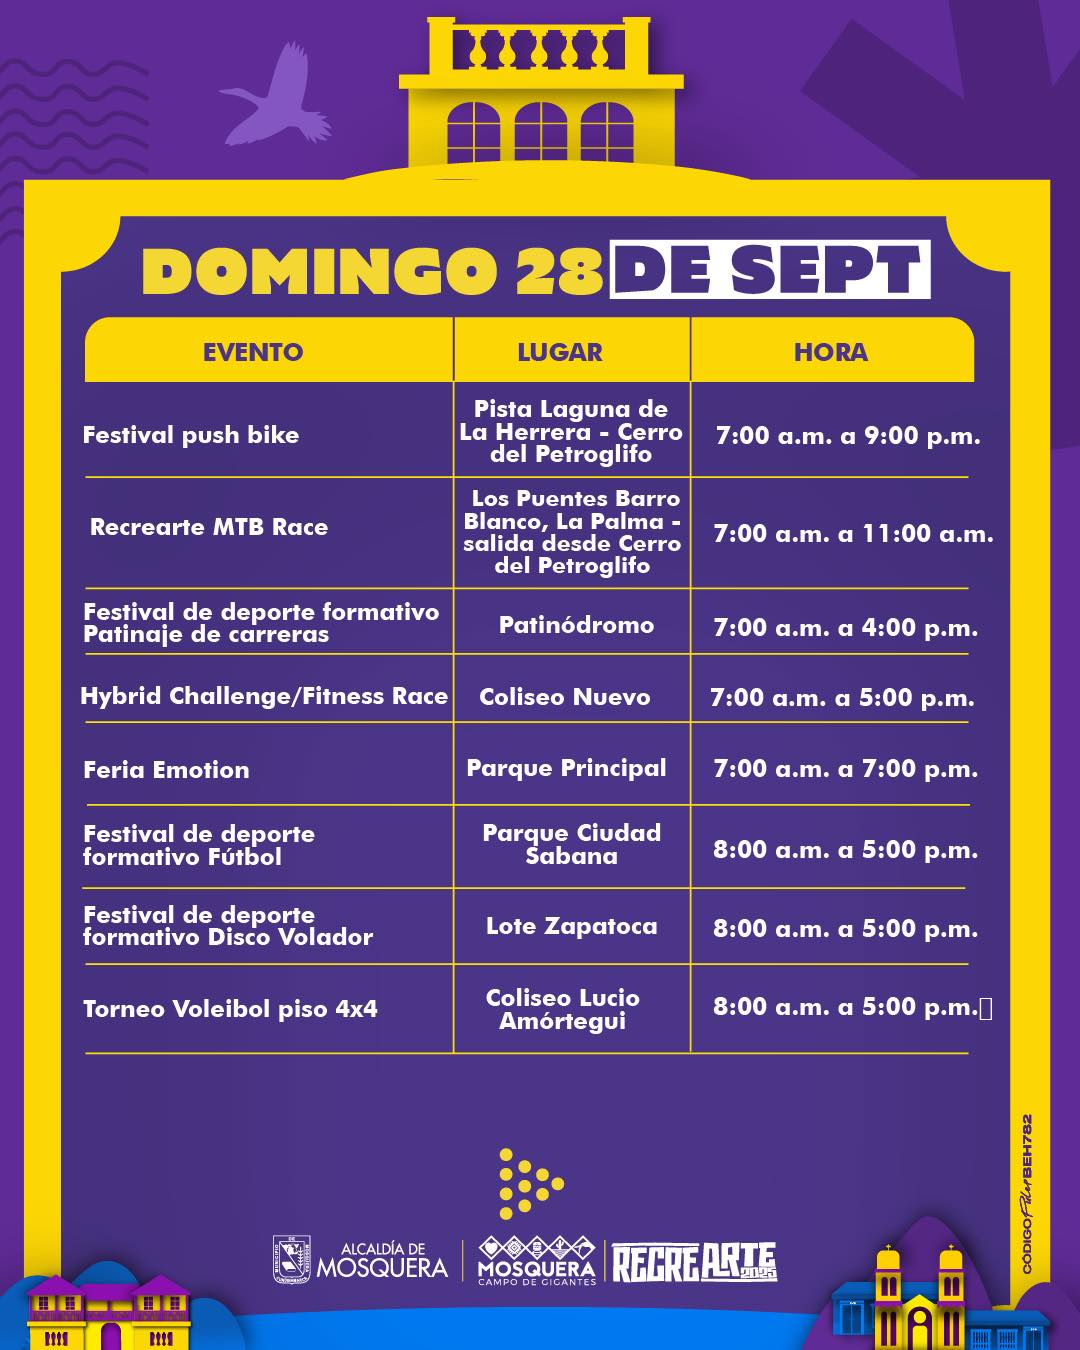 DOMINGO 28 DE SEPT
EVENTO
LUGAR
HORA
Festival push bike
Pista Laguna de
La Herrera - Cerro
del Petroglifo
7:00 a.m. a 9:00 p.m.
Recrearte MTB Race
Los Puentes Barro
Blanco, La Palma -
salida desde Cerro
del Petroglifo
7:00 a.m. a 11:00 a.m.
Festival de deporte formativo
Patinaje de carreras
Patinódromo
7:00 a.m. a 4:00 p.m.
Hybrid Challenge/Fitness Race
Coliseo Nuevo
7:00 a.m. a 5:00 p.m.
Feria Emotion
Parque Principal
7:00 a.m. a 7:00 p.m.
Festival de deporte
formativo Fútbol
Parque Ciudad
Sabana
8:00 a.m. a 5:00 p.m.
Festival de deporte
formativo Disco Volador
Lote Zapatoca
8:00 a.m. a 5:00 p.m.
Torneo Voleibol piso 4x4
Coliseo Lucio
Amórtegui
8:00 a.m. a 5:00 p.m.
ALCALDÍA DE
MOSQUERA
MOSQUERA
CAMPO DE GIGANTES
RECREARTE
2025
CÓDIGO BEH782